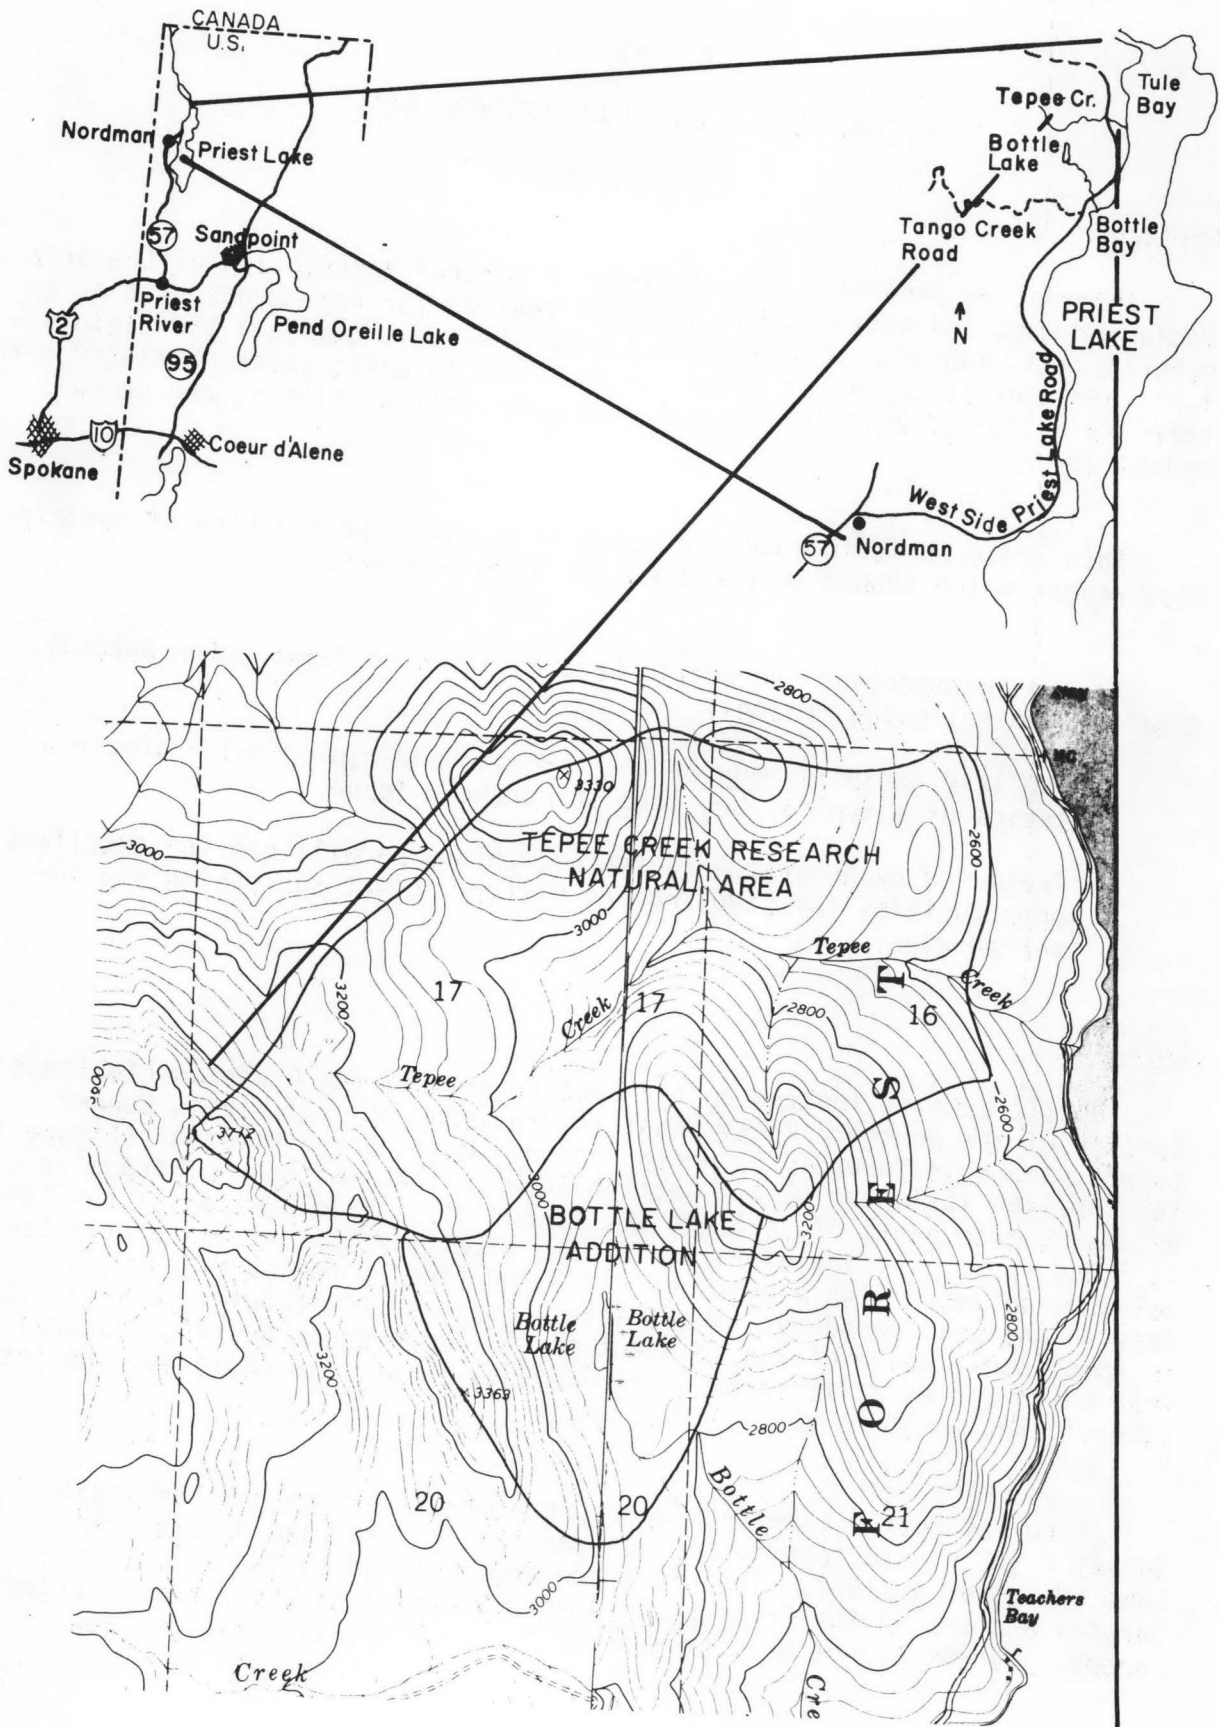 CANADA
U.S.
Nordman
Priest Lake
57
Sandpoint
Priest
River
2
Pend Oreille Lake
95
10
Coeur d'Alene
Spokane
Tepee Cr.
Tule
Bay
Bottle
Lake
Tango Creek
Road
Bottle
Bay
N
PRIEST
LAKE
West Side Priest Lake Road
57
Nordman
2800
3330
3000
TEPEE CREEK RESEARCH
NATURAL AREA
2600
3000
Tepee
Creek
3200
17
Creek
17
2800
16
Tepee
2600
3712
3000
BOTTLE LAKE
ADDITION
3200
Bottle
Lake
Bottle
Lake
2800
3200
3363
2800
20
20
Bottle
21
FOREST
3000
Teachers
Bay
Creek
Cre